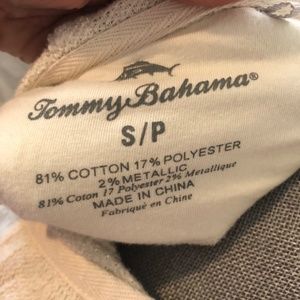 Tommy Bahama®
S/P
81% COTTON 17% POLYESTER
2% METALLIC
81% Coton 17 Polyester 2% Metallic
MADE IN CHINA
Fabriqué en Chine